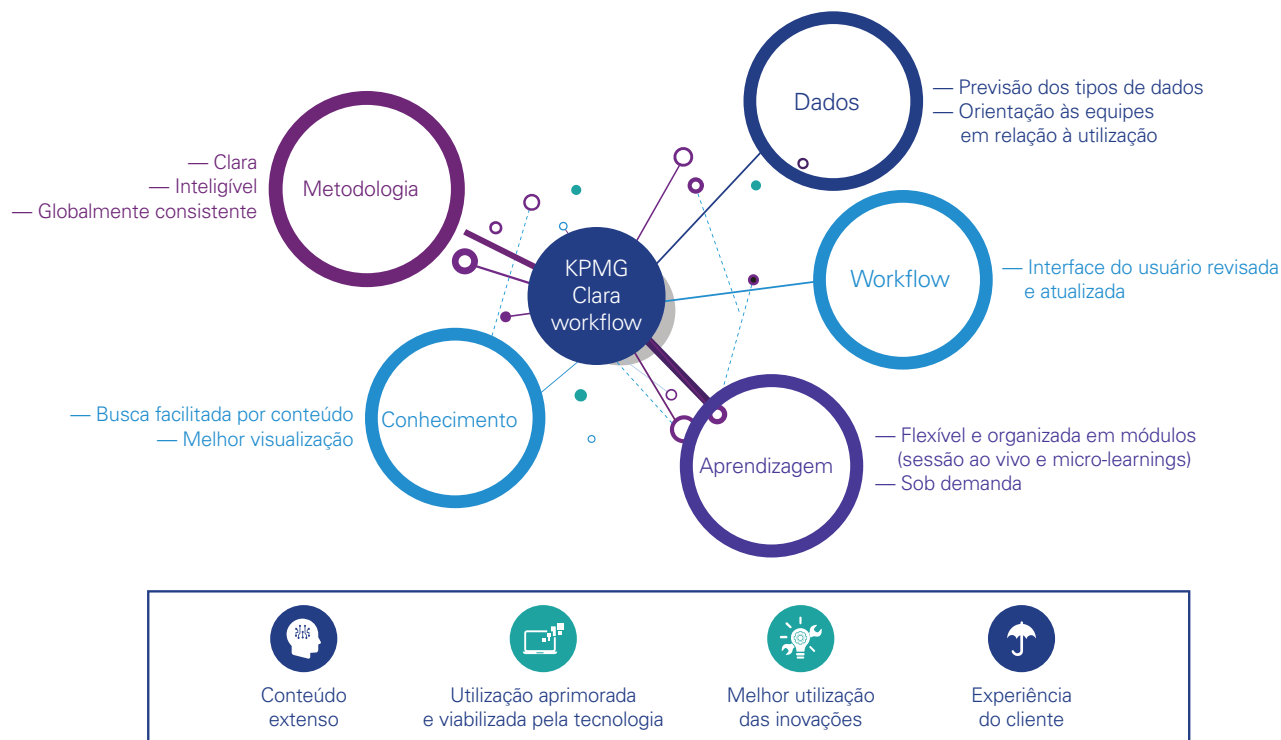 KPMG
Clara
workflow
Metodologia
— Clara
— Inteligível
— Globalmente consistente
Dados
— Previsão dos tipos de dados
— Orientação às equipes
em relação à utilização
Workflow
— Interface do usuário revisada
e atualizada
Conhecimento
— Busca facilitada por conteúdo
— Melhor visualização
Aprendizagem
— Flexível e organizada em módulos
(sessão ao vivo e micro-learnings)
— Sob demanda
Conteúdo
extenso
Utilização aprimorada
e viabilizada pela tecnologia
Melhor utilização
das inovações
Experiência
do cliente